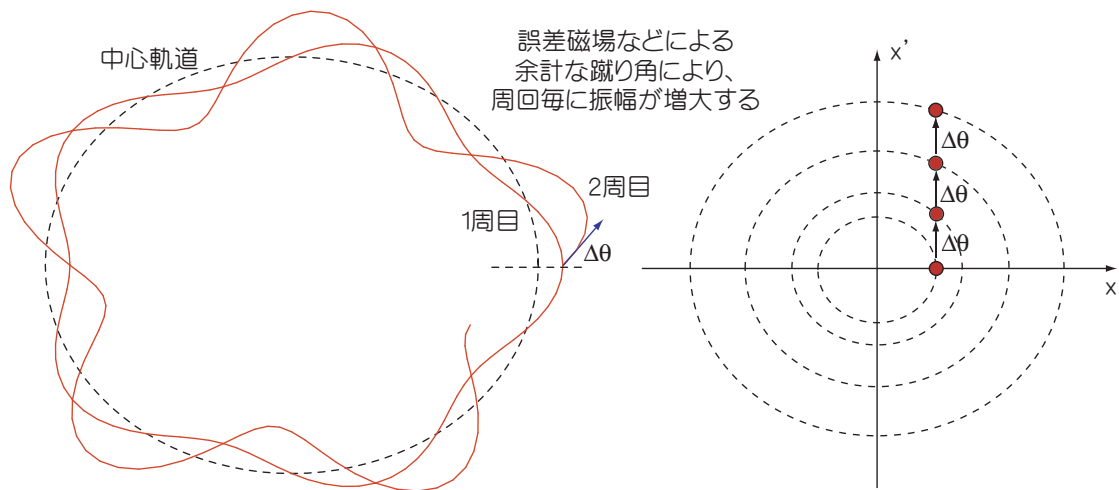 中心軌道
誤差磁場などによる
余計な蹴り角により、
周回毎に振幅が増大する
2周目
1周目
Δθ
x'
Δθ
Δθ
Δθ
x